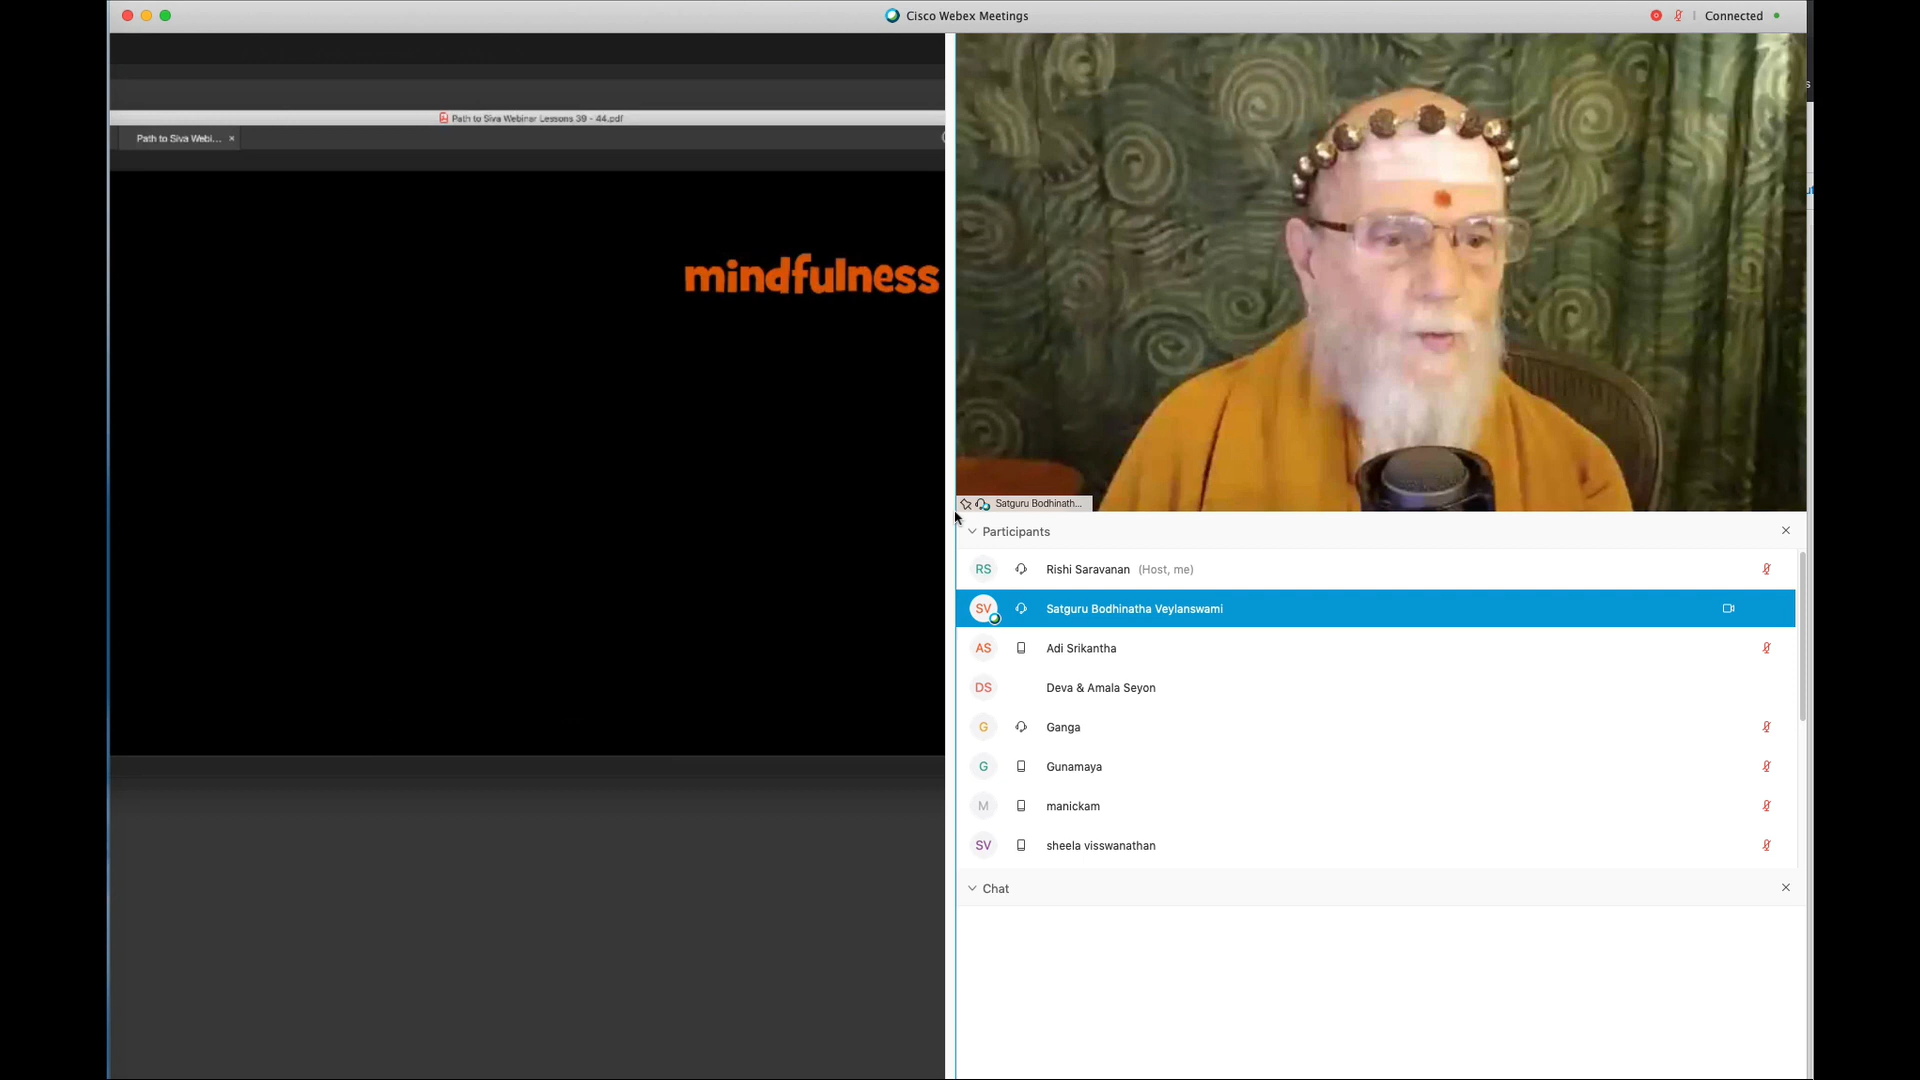 Cisco Webex Meetings
Connected
Path to Siva Webinar Lessons 39 - 44.pdf
Path to Siva Webi... ×
mindfulness
Satguru Bodhinath...
Participants
RS Rishi Saravanan (Host, me)
SV Satguru Bodhinatha Veylanswami
AS Adi Srikantha
DS Deva & Amala Seyon
G Ganga
G Gunamaya
M manickam
SV sheela visswanathan
Chat